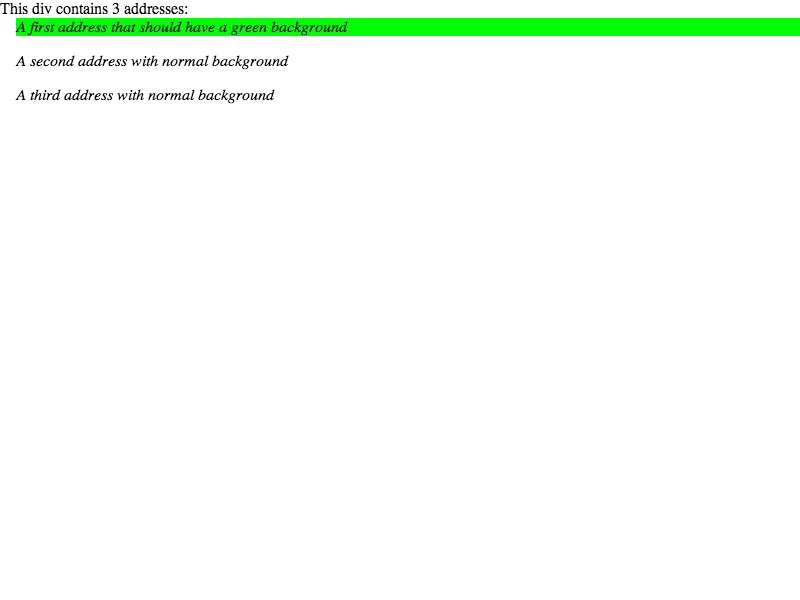 This div contains 3 addresses:
A first address that should have a green background
A second address with normal background
A third address with normal background